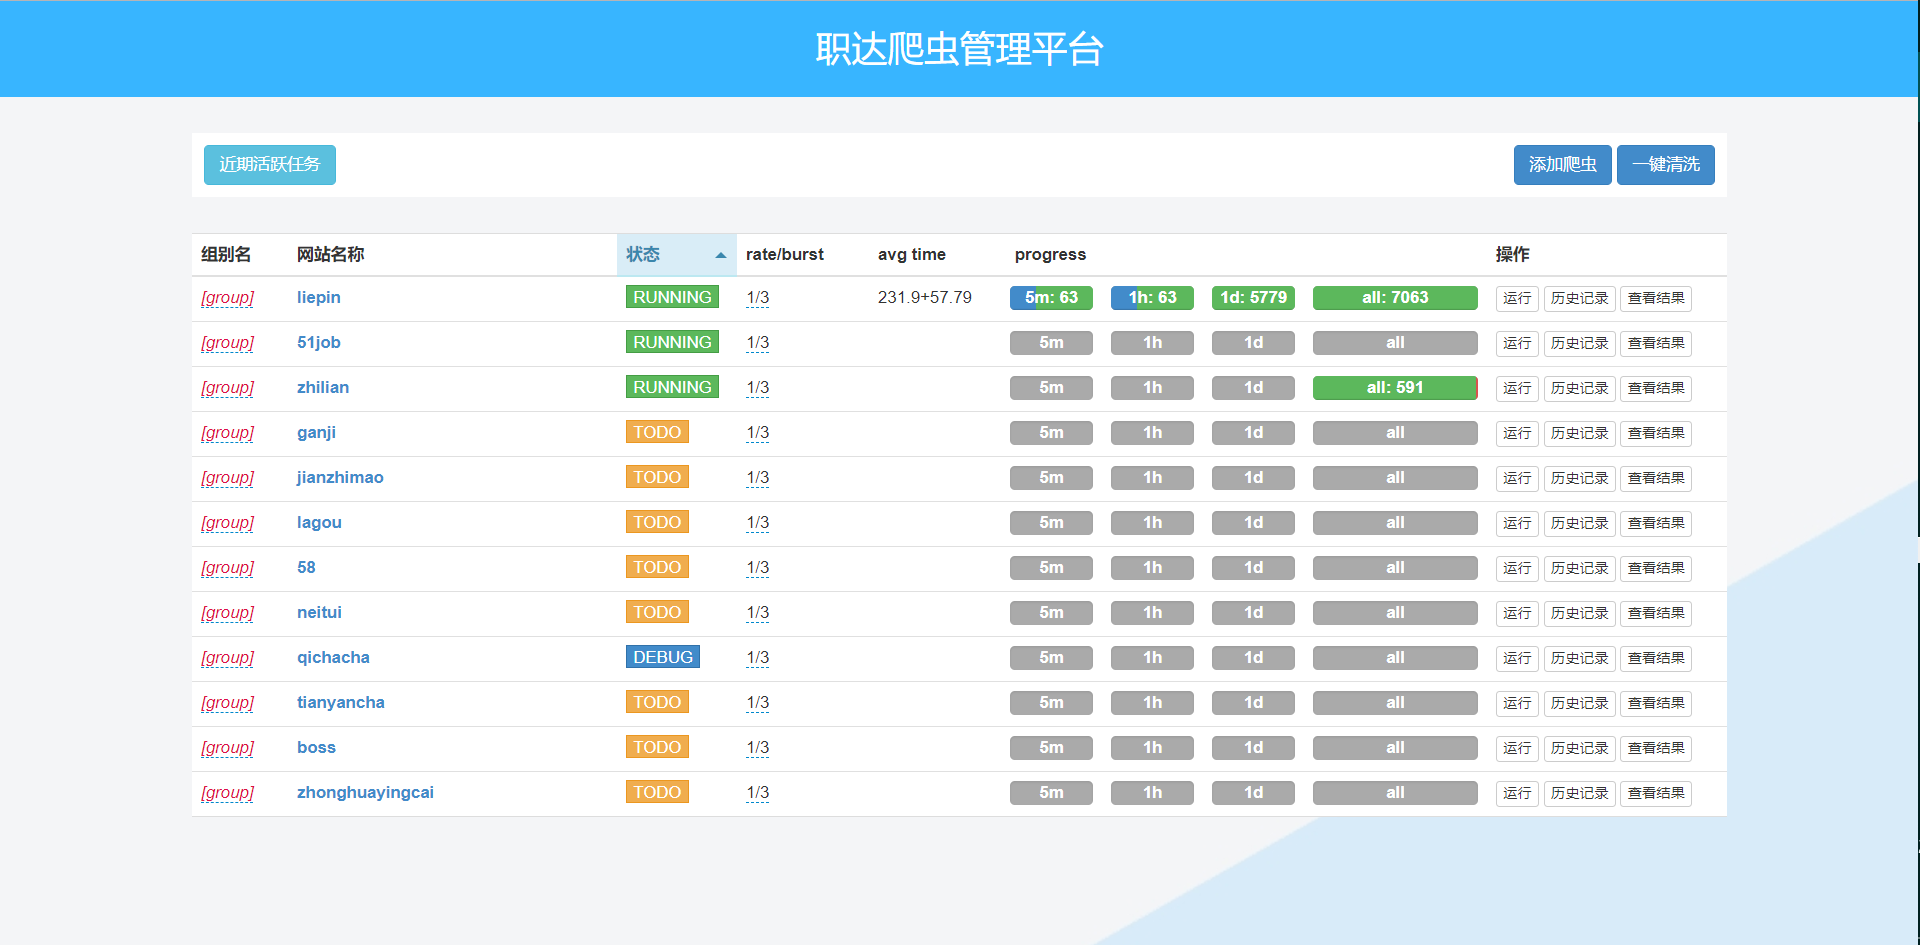 职达爬虫管理平台
近期活跃任务 添加爬虫 一键清洗
组别名 网站名称 状态 rate/burst avg time progress 操作
[group] liepin RUNNING 1/3 231.9+57.79 5m: 63 1h: 63 1d: 5779 all: 7063 运行 历史记录 查看结果
[group] 51job RUNNING 1/3 5m 1h 1d all 运行 历史记录 查看结果
[group] zhilian RUNNING 1/3 5m 1h 1d all: 591 运行 历史记录 查看结果
[group] ganji TODO 1/3 5m 1h 1d all 运行 历史记录 查看结果
[group] jianzhimao TODO 1/3 5m 1h 1d all 运行 历史记录 查看结果
[group] lagou TODO 1/3 5m 1h 1d all 运行 历史记录 查看结果
[group] 58 TODO 1/3 5m 1h 1d all 运行 历史记录 查看结果
[group] neitui TODO 1/3 5m 1h 1d all 运行 历史记录 查看结果
[group] qichacha DEBUG 1/3 5m 1h 1d all 运行 历史记录 查看结果
[group] tianyancha TODO 1/3 5m 1h 1d all 运行 历史记录 查看结果
[group] boss TODO 1/3 5m 1h 1d all 运行 历史记录 查看结果
[group] zhonghuayingcai TODO 1/3 5m 1h 1d all 运行 历史记录 查看结果